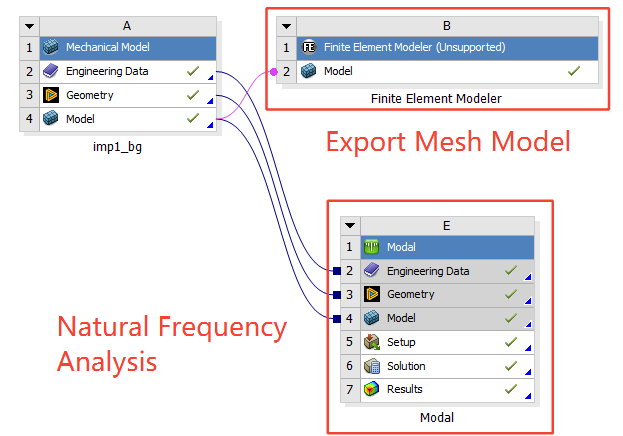 A
1 Mechanical Model
2 Engineering Data
3 Geometry
4 Model
imp1_bg
B
1 FE Finite Element Modeler (Unsupported)
2 Model
Finite Element Modeler
Export Mesh Model
Natural Frequency
Analysis
E
1 Modal
2 Engineering Data
3 Geometry
4 Model
5 Setup
6 Solution
7 Results
Modal